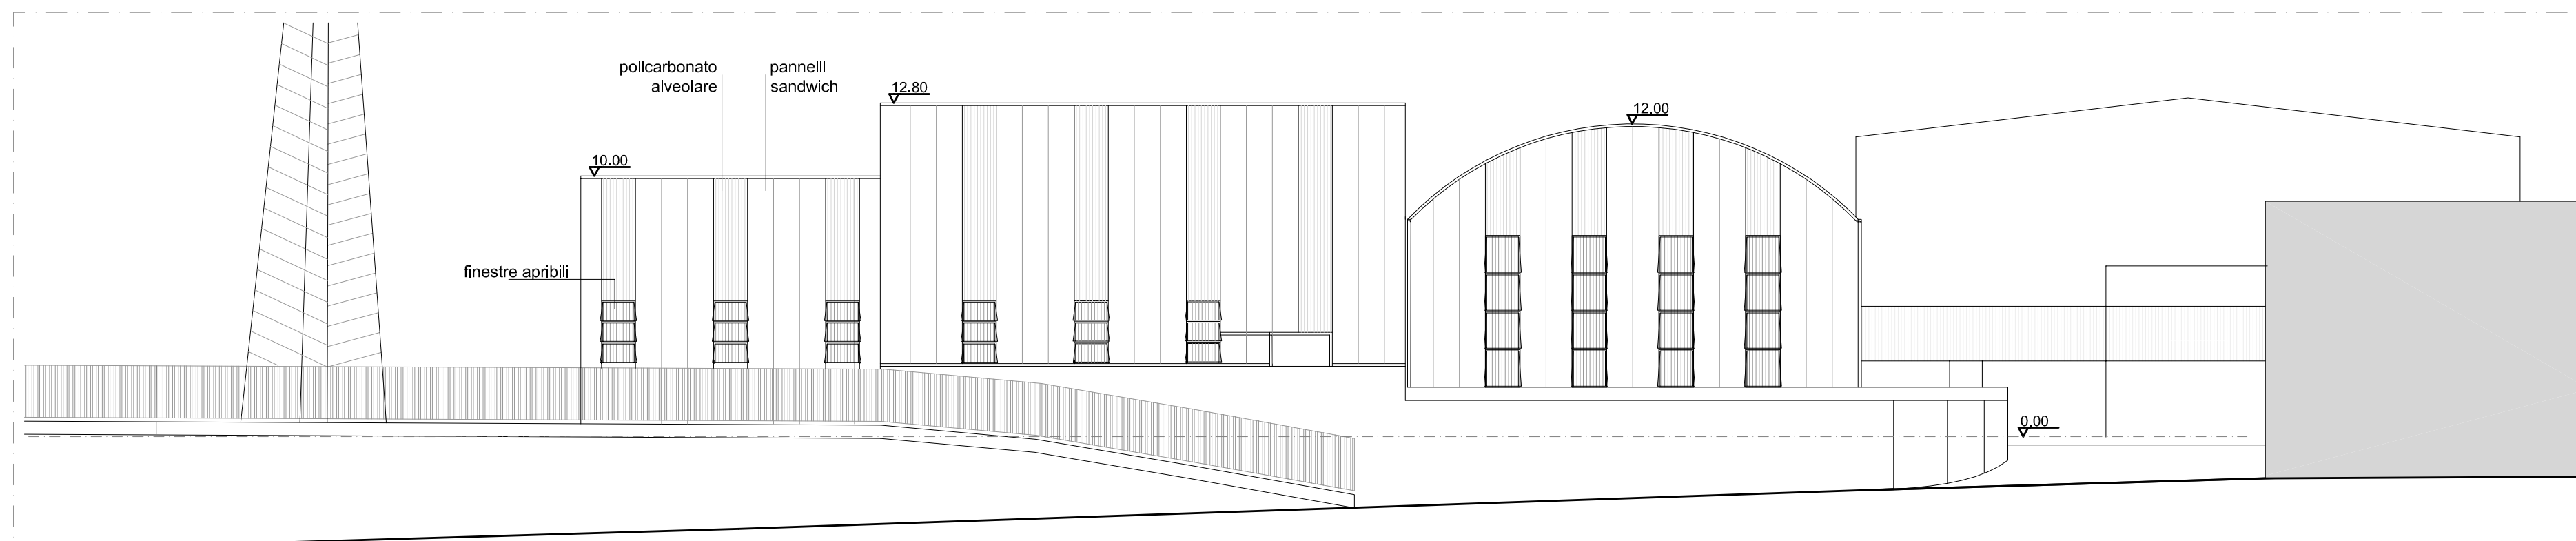 policarbonato
alveolare
pannelli
sandwich
12.80
12.00
10.00
finestre apribili
0.00